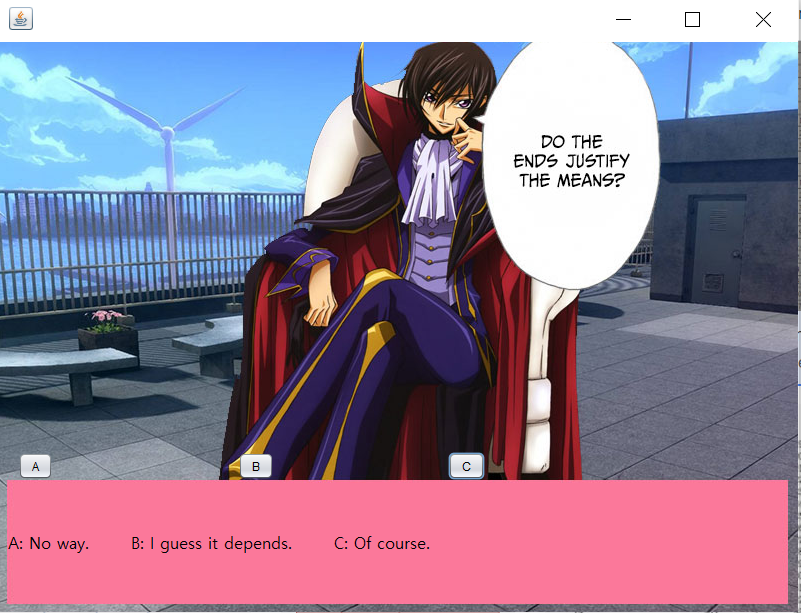 DO THE
ENDS JUSTIFY
THE MEANS?
A B C
A: No way. B: I guess it depends. C: Of course.